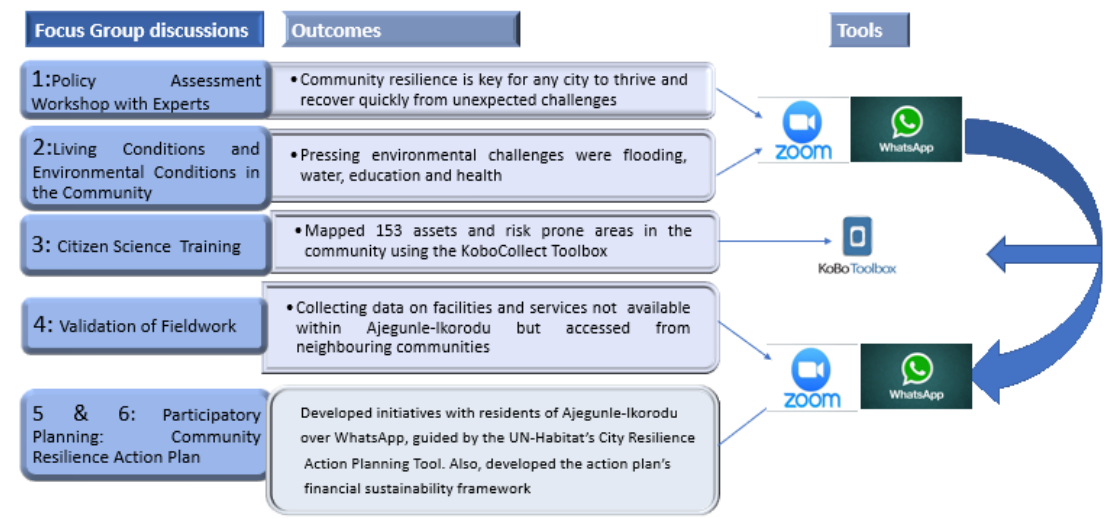 Focus Group discussions
Outcomes
Tools
1:Policy Assessment
Workshop with Experts
•Community resilience is key for any city to thrive and
recover quickly from unexpected challenges
2:Living Conditions and
Environmental Conditions in
the Community
•Pressing environmental challenges were flooding,
water, education and health
zoom
WhatsApp
3: Citizen Science Training
•Mapped 153 assets and risk prone areas in the
community using the KoboCollect Toolbox
KoBoToolbox
4: Validation of Fieldwork
•Collecting data on facilities and services not available
within Ajegunle-Ikorodu but accessed from
neighbouring communities
zoom
WhatsApp
5 & 6: Participatory
Planning: Community
Resilience Action Plan
Developed initiatives with residents of Ajegunle-Ikorodu
over WhatsApp, guided by the UN-Habitat's City Resilience
Action Planning Tool. Also, developed the action plan's
financial sustainability framework